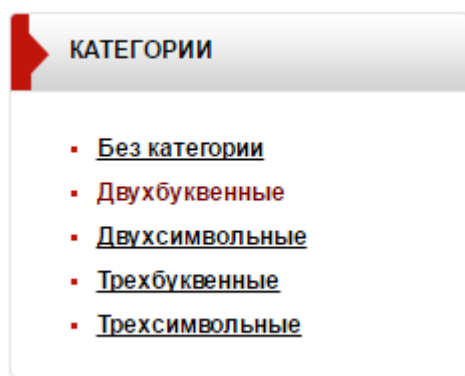 КАТЕГОРИИ
Без категории
Двухбуквенные
Двухсимвольные
Трехбуквенные
Трехсимвольные